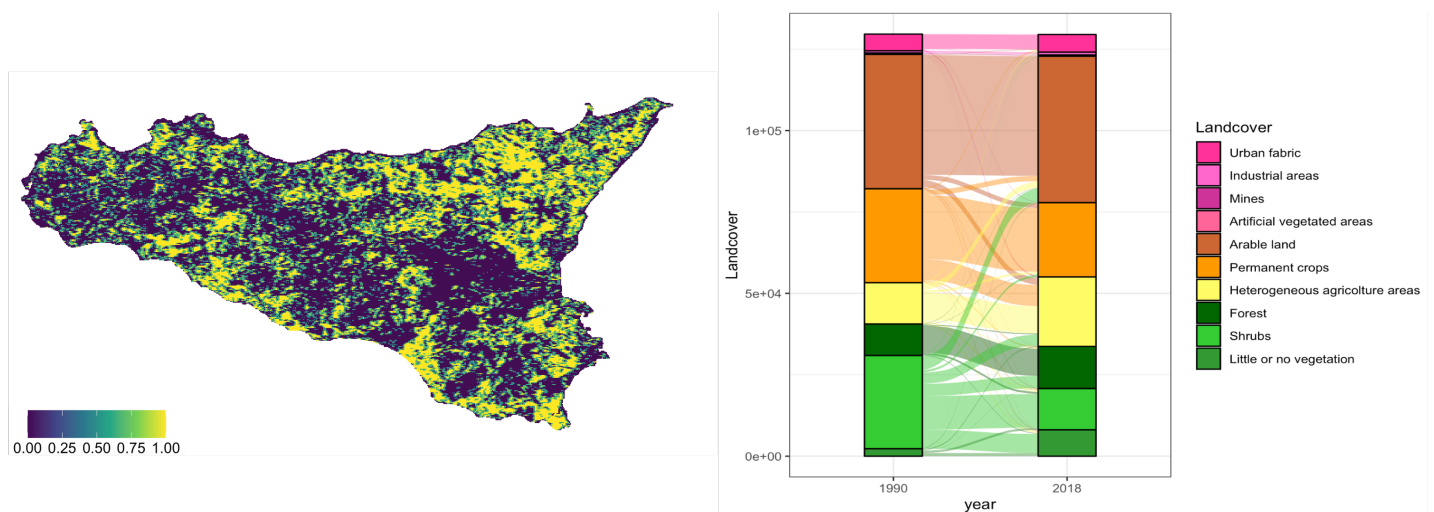 0.00 0.25 0.50 0.75 1.00
Landcover
1e+05
5e+04
0e+00
1990 2018
year
Landcover
Urban fabric
Industrial areas
Mines
Artificial vegetated areas
Arable land
Permanent crops
Heterogeneous agricolture areas
Forest
Shrubs
Little or no vegetation